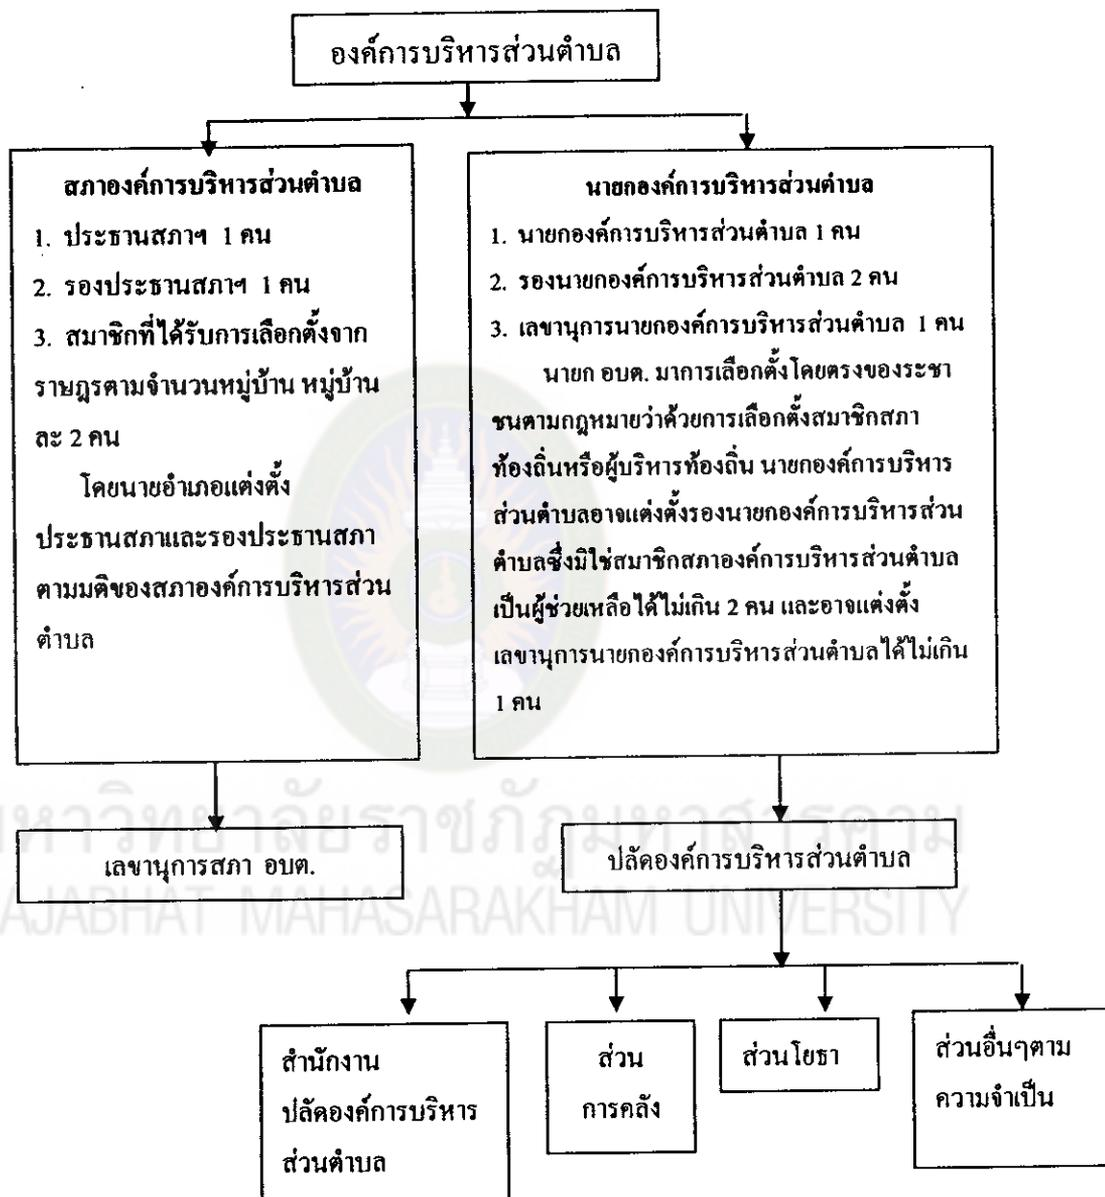 องค์การบริหารส่วนตำบล
สภาองค์การบริหารส่วนตำบล
1. ประธานสภาฯ 1 คน
2. รองประธานสภาฯ 1 คน
3. สมาชิกที่ได้รับการเลือกตั้งจาก
ราษฎรตามจำนวนหมู่บ้าน หมู่บ้าน
ละ 2 คน
โดยนายอำเภอแต่งตั้ง
ประธานสภาและรองประธานสภา
ตามมติของสภาองค์การบริหารส่วน
ตำบล
นายกองค์การบริหารส่วนตำบล
1. นายกองค์การบริหารส่วนตำบล 1 คน
2. รองนายกองค์การบริหารส่วนตำบล 2 คน
3. เลขานุการนายกองค์การบริหารส่วนตำบล 1 คน
นายก อบต. มาการเลือกตั้งโดยตรงของระชา
ชนตามกฎหมายว่าด้วยการเลือกตั้งสมาชิกสภา
ท้องถิ่นหรือผู้บริหารท้องถิ่น นายกองค์การบริหาร
ส่วนตำบลอาจแต่งตั้งรองนายกองค์การบริหารส่วน
ตำบลซึ่งมิใช่สมาชิกสภาองค์การบริหารส่วนตำบล
เป็นผู้ช่วยเหลือได้ไม่เกิน 2 คน และอาจแต่งตั้ง
เลขานุการนายกองค์การบริหารส่วนตำบลได้ไม่เกิน
1 คน
เลขานุการสภา อบต.
ปลัดองค์การบริหารส่วนตำบล
มหาวิทยาลัยราชภัฏมหาสารคาม
RAJABHAT MAHASARAKHAM UNIVERSITY
สำนักงาน
ปลัดองค์การบริหาร
ส่วนตำบล
ส่วน
การคลัง
ส่วนโยธา
ส่วนอื่นๆตาม
ความจำเป็น